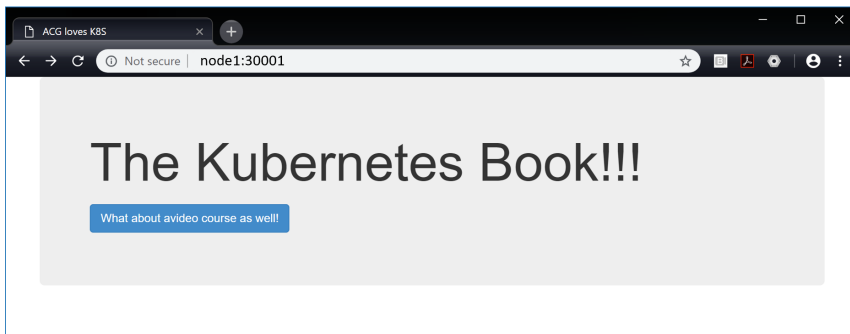 ACG loves K8S
Not secure | node1:30001
The Kubernetes Book!!!
What about avideo course as well!